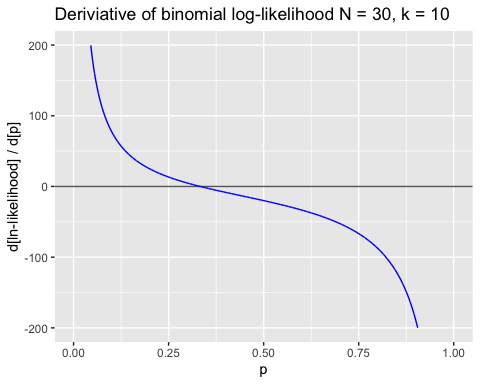 Deriviative of binomial log-likelihood N = 30, k = 10
d[ln-likelihood] / d[p]
200
100
0
-100
-200
0.00 0.25 0.50 0.75 1.00
p